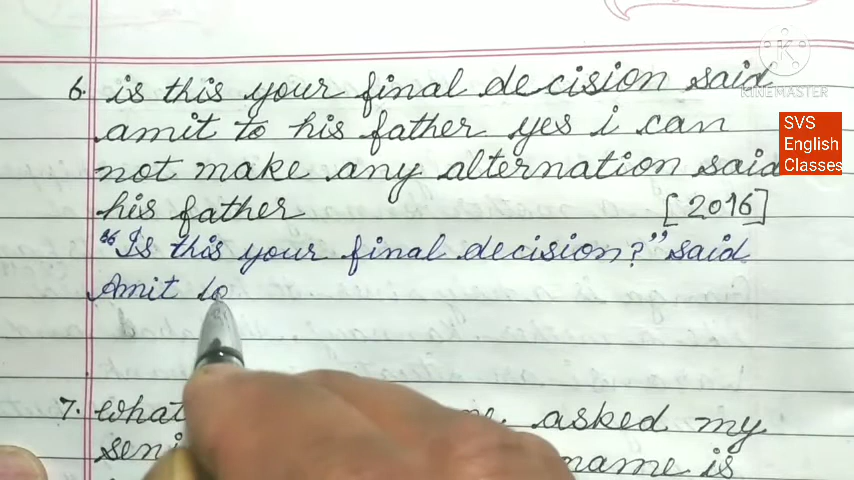 6. is this your final decision said
amit to his father yes i can
not make any alternation said
his father [2016]
“Is this your final decision?” said
Amit to
7. What asked my
name is
KINEMASTER
SVS
English
Classes